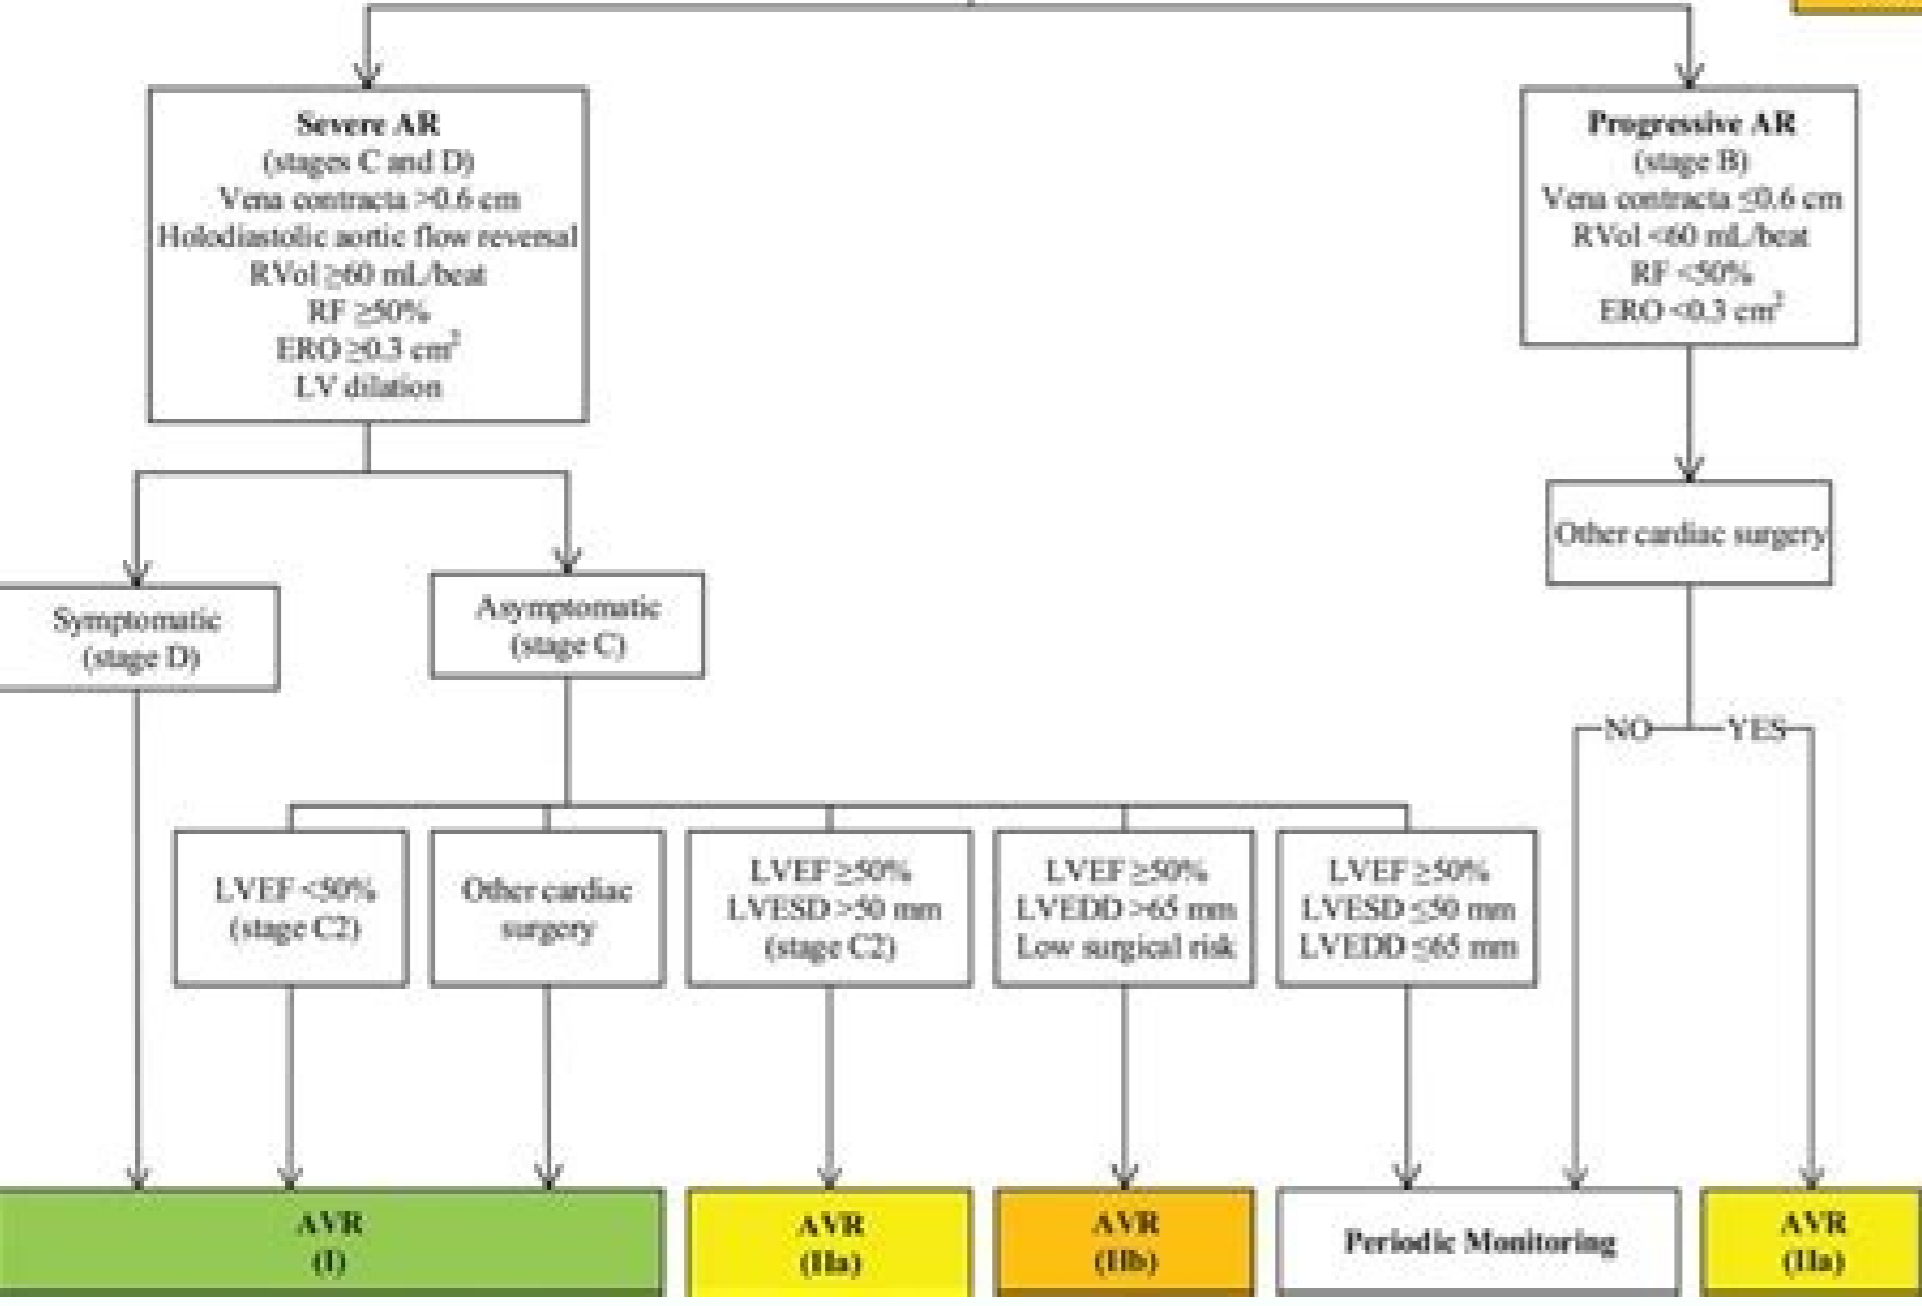 Severe AR
(stages C and D)
Vena contracta >0.6 cm
Holodiastolic aortic flow reversal
RVol ≥60 mL/beat
RF ≥50%
ERO ≥0.3 cm²
LV dilation
Progressive AR
(stage B)
Vena contracta ≤0.6 cm
RVol <60 mL/beat
RF <50%
ERO <0.3 cm²
Other cardiac surgery
Symptomatic
(stage D)
Asymptomatic
(stage C)
NO
YES
LVEF <50%
(stage C2)
Other cardiac
surgery
LVEF ≥50%
LVESD >50 mm
(stage C2)
LVEF ≥50%
LVEDD >65 mm
Low surgical risk
LVEF ≥50%
LVESD ≤50 mm
LVEDD ≤65 mm
AVR
(I)
AVR
(IIa)
AVR
(IIb)
Periodic Monitoring
AVR
(IIa)